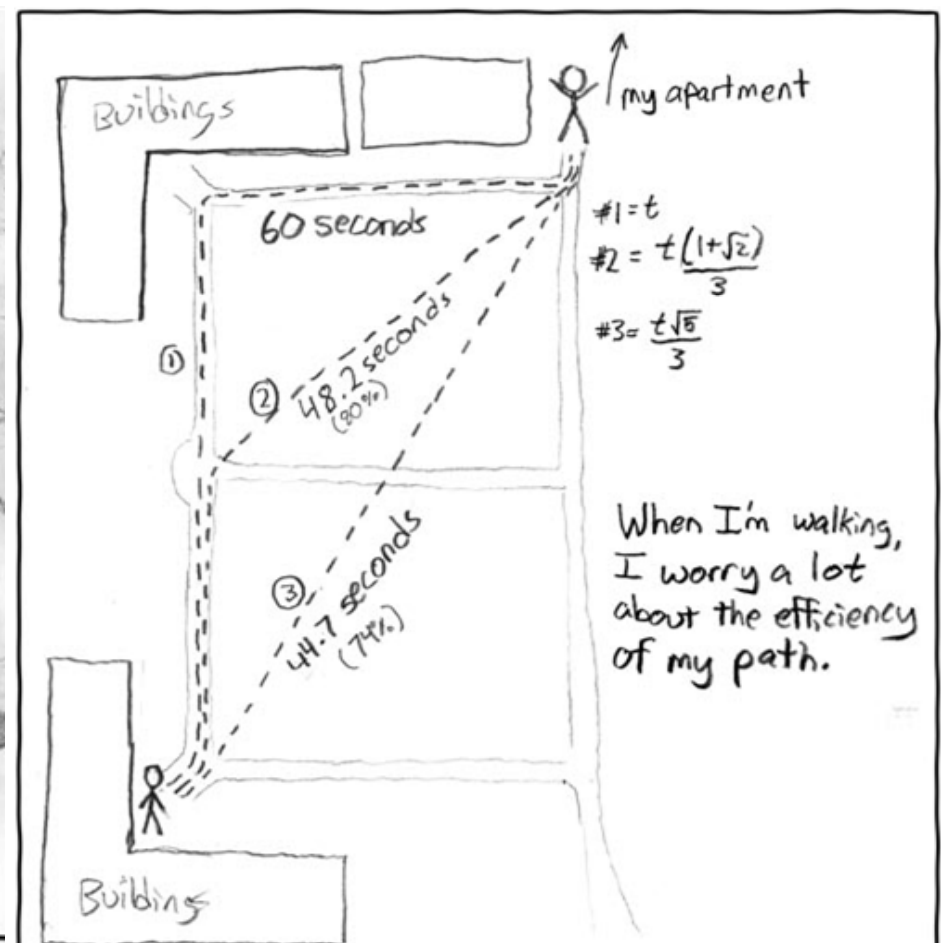 Buildings
my apartment
60 seconds
#1 = t
#2 = t(1+√2)/3
#3 = t√5/3
①
②
48.2 seconds
(80%)
③
44.7 seconds
(74%)
When I'm walking,
I worry a lot
about the efficiency
of my path.
Buildings